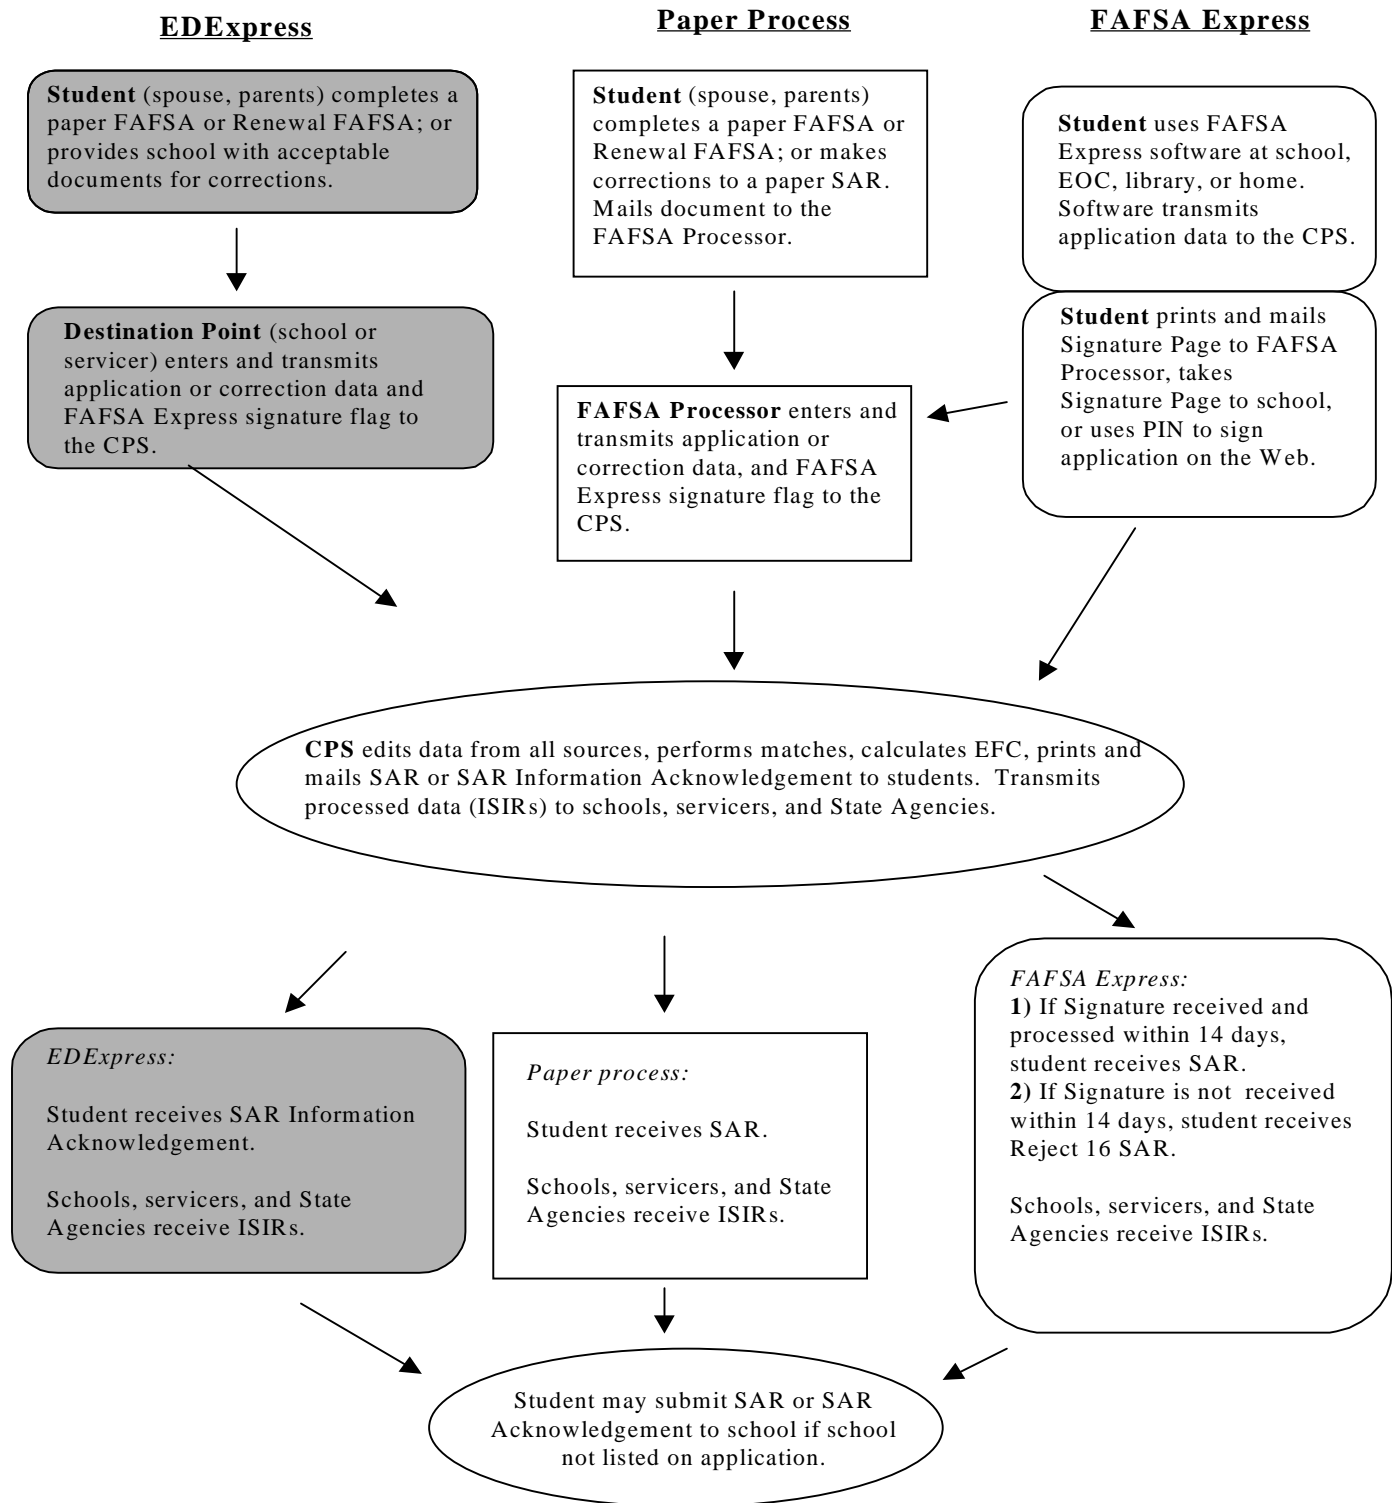 EDExpress
Paper Process
FAFSA Express
Student (spouse, parents) completes a
paper FAFSA or Renewal FAFSA; or
provides school with acceptable
documents for corrections.
Student (spouse, parents)
completes a paper FAFSA or
Renewal FAFSA; or makes
corrections to a paper SAR.
Mails document to the
FAFSA Processor.
Student uses FAFSA
Express software at school,
EOC, library, or home.
Software transmits
application data to the CPS.
Destination Point (school or
servicer) enters and transmits
application or correction data and
FAFSA Express signature flag to
the CPS.
FAFSA Processor enters and
transmits application or
correction data, and FAFSA
Express signature flag to the
CPS.
Student prints and mails
Signature Page to FAFSA
Processor, takes
Signature Page to school,
or uses PIN to sign
application on the Web.
CPS edits data from all sources, performs matches, calculates EFC, prints and
mails SAR or SAR Information Acknowledgement to students.  Transmits
processed data (ISIRs) to schools, servicers, and State Agencies.
EDExpress:
Student receives SAR Information
Acknowledgement.
Schools, servicers, and State
Agencies receive ISIRs.
Paper process:
Student receives SAR.
Schools, servicers, and State
Agencies receive ISIRs.
FAFSA Express:
1) If Signature received and
processed within 14 days,
student receives SAR.
2) If Signature is not  received
within 14 days, student receives
Reject 16 SAR.
Schools, servicers, and State
Agencies receive ISIRs.
Student may submit SAR or SAR
Acknowledgement to school if school
not listed on application.